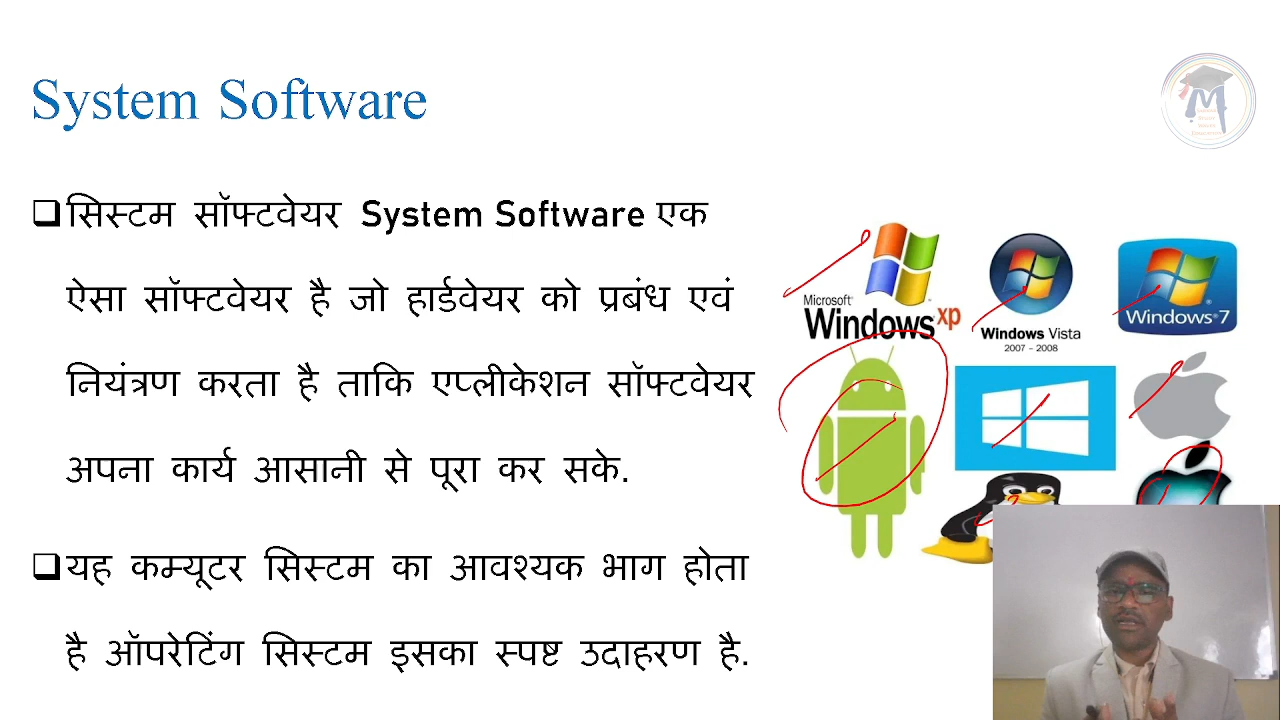 System Software
सिस्टम सॉफ्टवेयर System Software एक
ऐसा सॉफ्टवेयर है जो हार्डवेयर को प्रबंध एवं
नियंत्रण करता है ताकि एप्लीकेशन सॉफ्टवेयर
अपना कार्य आसानी से पूरा कर सके.
यह कम्यूटर सिस्टम का आवश्यक भाग होता
है ऑपरेटिंग सिस्टम इसका स्पष्ट उदाहरण है.
Microsoft
Windows xp
Windows Vista
2007 - 2008
Windows 7
M